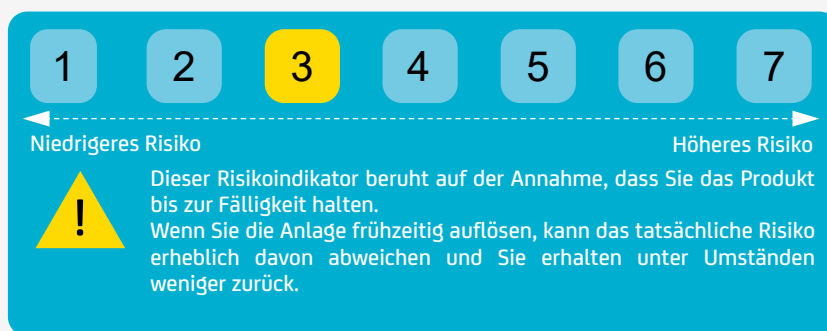 1 2 3 4 5 6 7
Niedrigeres Risiko Höheres Risiko
!
Dieser Risikoindikator beruht auf der Annahme, dass Sie das Produkt
bis zur Fälligkeit halten.
Wenn Sie die Anlage frühzeitig auflösen, kann das tatsächliche Risiko
erheblich davon abweichen und Sie erhalten unter Umständen
weniger zurück.